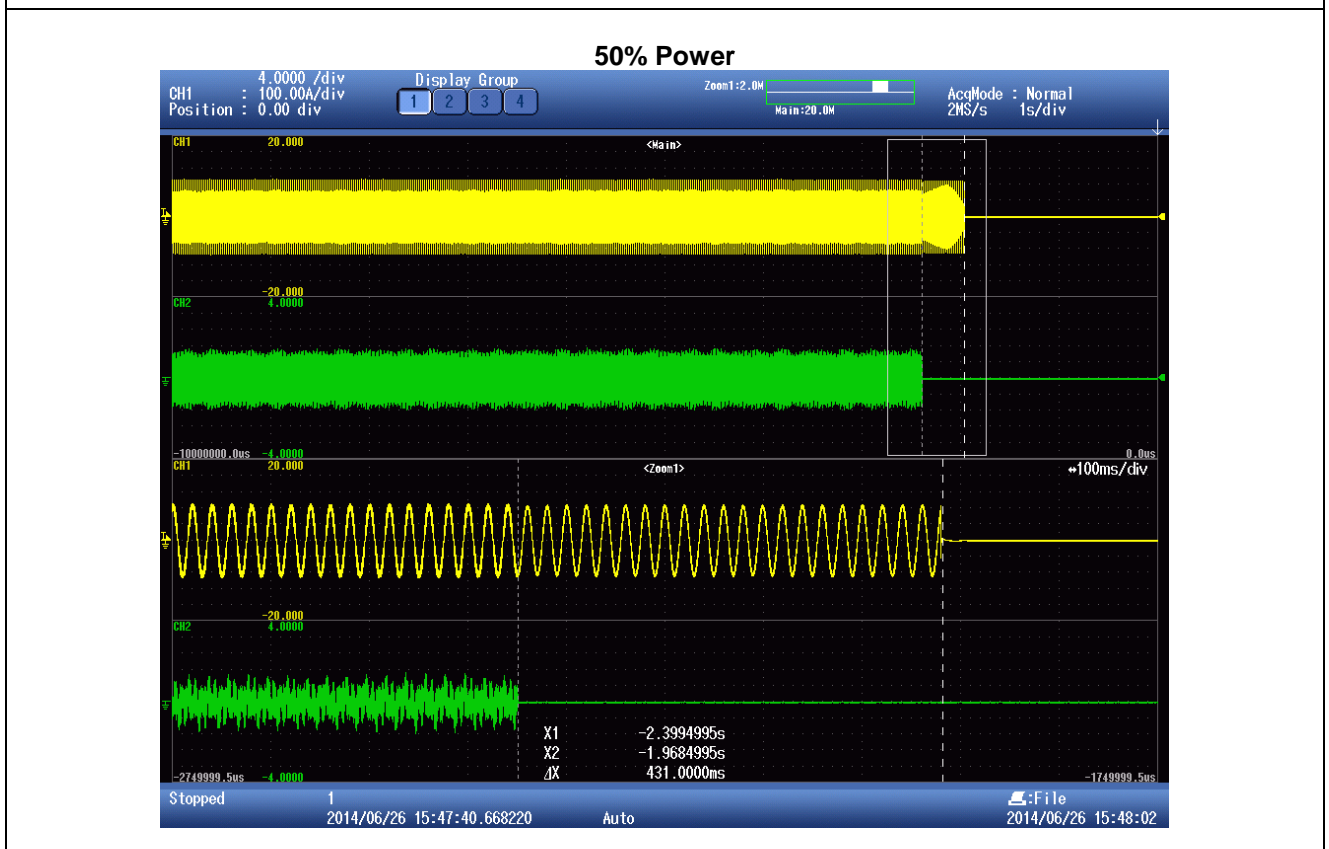 50% Power
4.0000 /div
CH1 : 100.00A/div
Position : 0.00 div
Display Group
1 2 3 4
Zoom1:2.0M
Main:20.0M
AcqMode : Normal
2MS/s 1s/div
CH1 20.000 <Main>
-20.000
CH2 4.0000
-10000000.0us -4.0000 0.0us
CH1 20.000 <Zoom1> 100ms/div
-20.000
CH2 4.0000
X1 -2.3994995s
X2 -1.9684995s
ΔX 431.0000ms
-2749999.5us -4.0000 -1749999.5us
Stopped 1 :File
2014/06/26 15:47:40.668220 Auto 2014/06/26 15:48:02